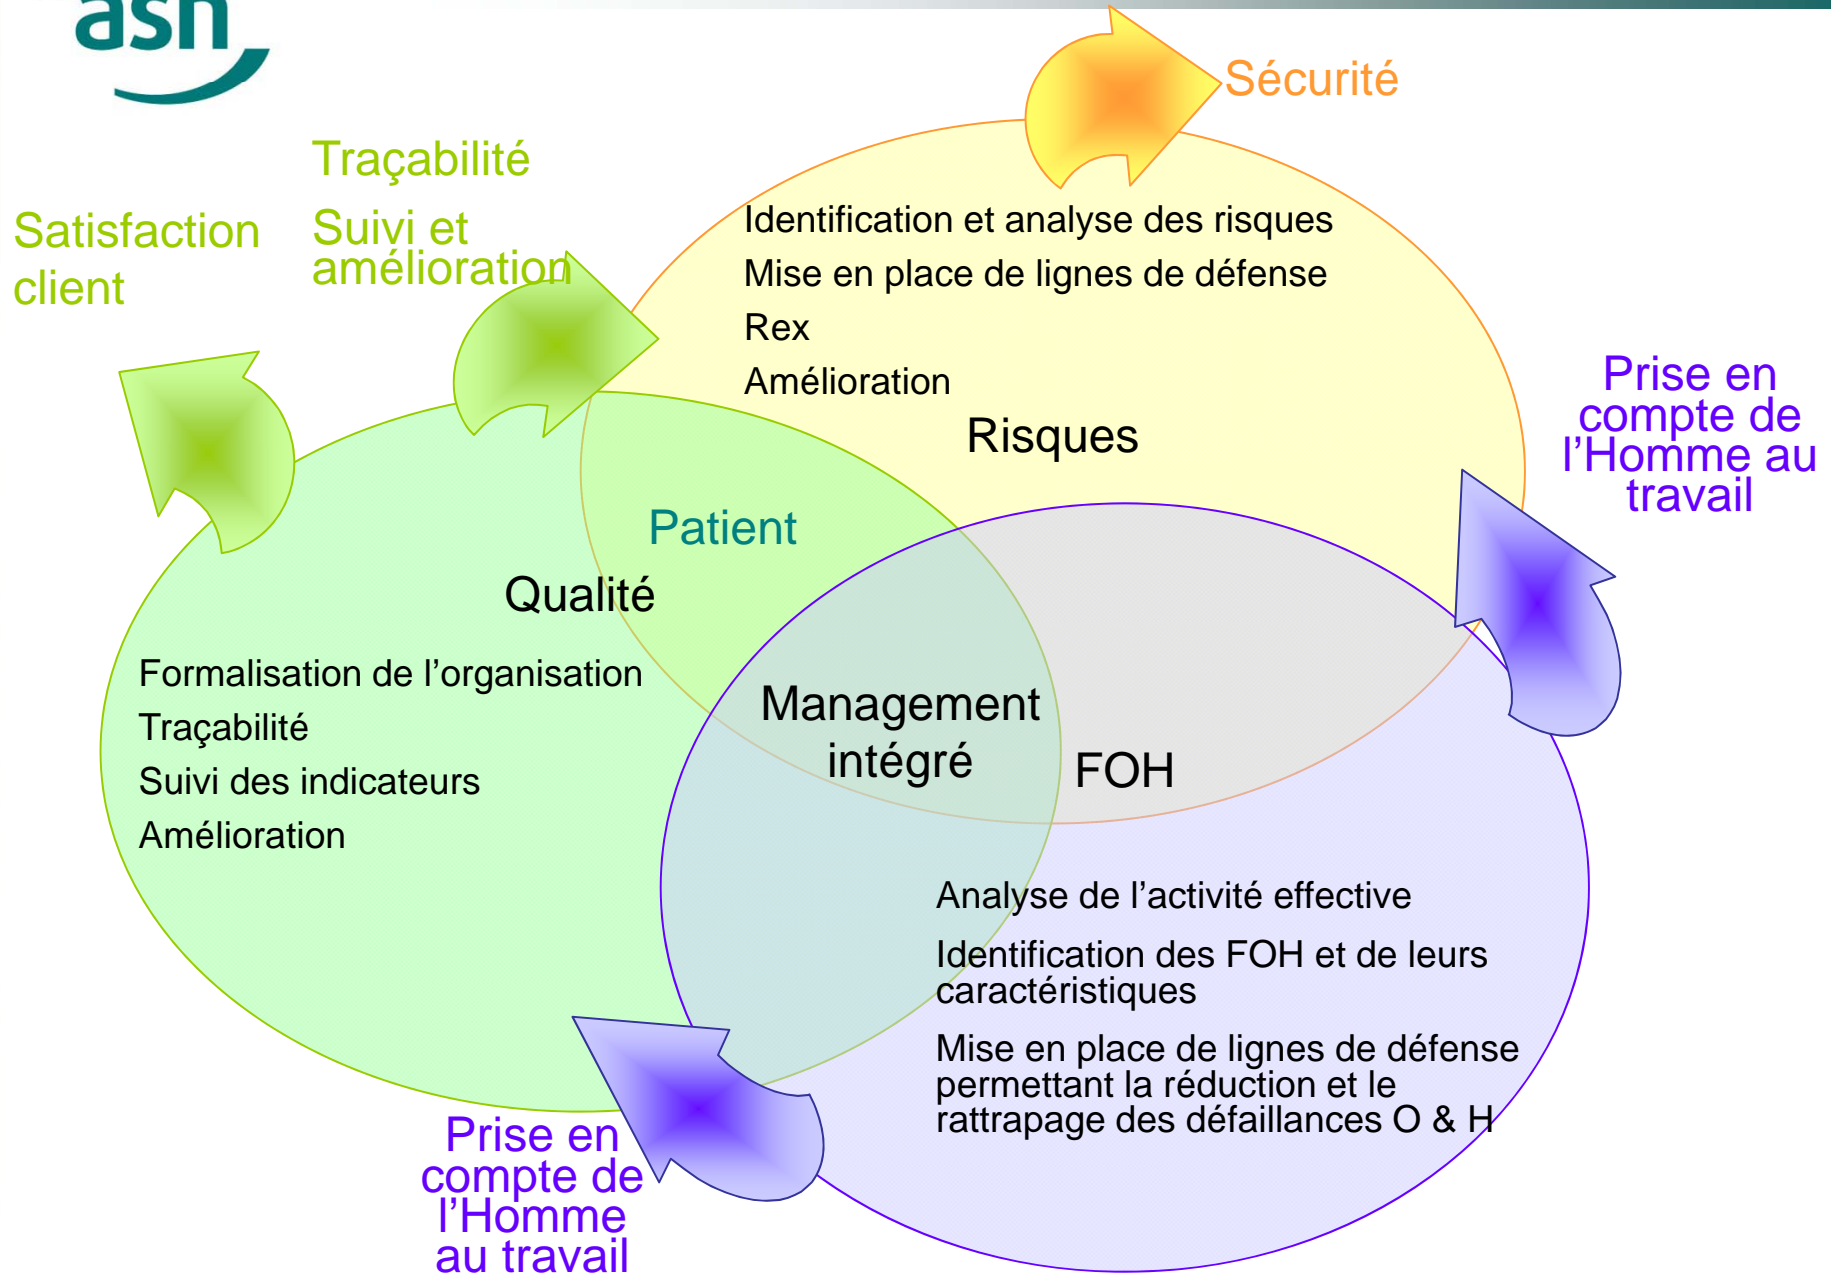 asn
Sécurité
Traçabilité
Suivi et
amélioration
Satisfaction
client
Identification et analyse des risques
Mise en place de lignes de défense
Rex
Amélioration
Risques
Prise en
compte de
l’Homme au
travail
Patient
Qualité
Formalisation de l’organisation
Traçabilité
Suivi des indicateurs
Amélioration
Management
intégré
FOH
Analyse de l’activité effective
Identification des FOH et de leurs
caractéristiques
Mise en place de lignes de défense
permettant la réduction et le
rattrapage des défaillances O & H
Prise en
compte de
l’Homme
au travail